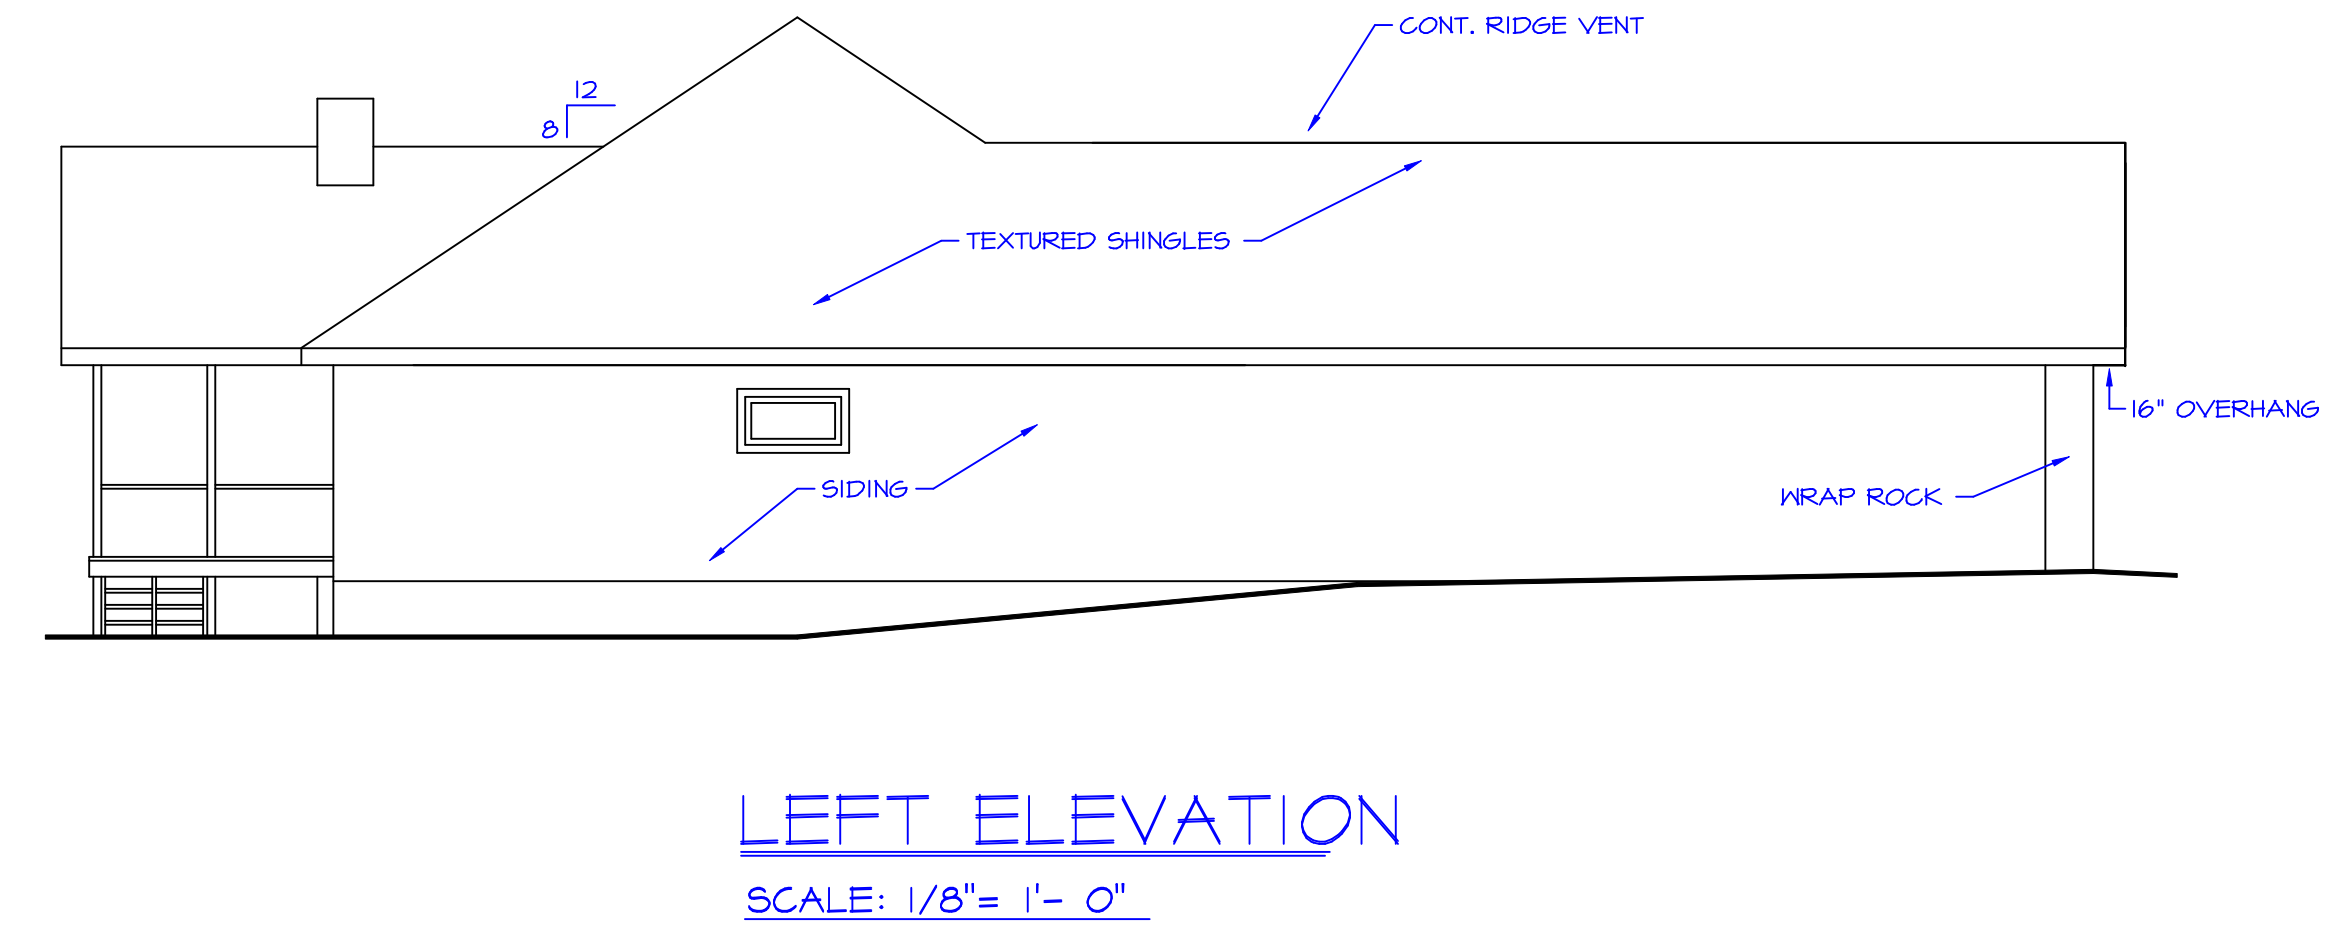 CONT. RIDGE VENT
12
8
TEXTURED SHINGLES
16" OVERHANG
SIDING
WRAP ROCK
LEFT ELEVATION
SCALE: 1/8"= 1'- 0"